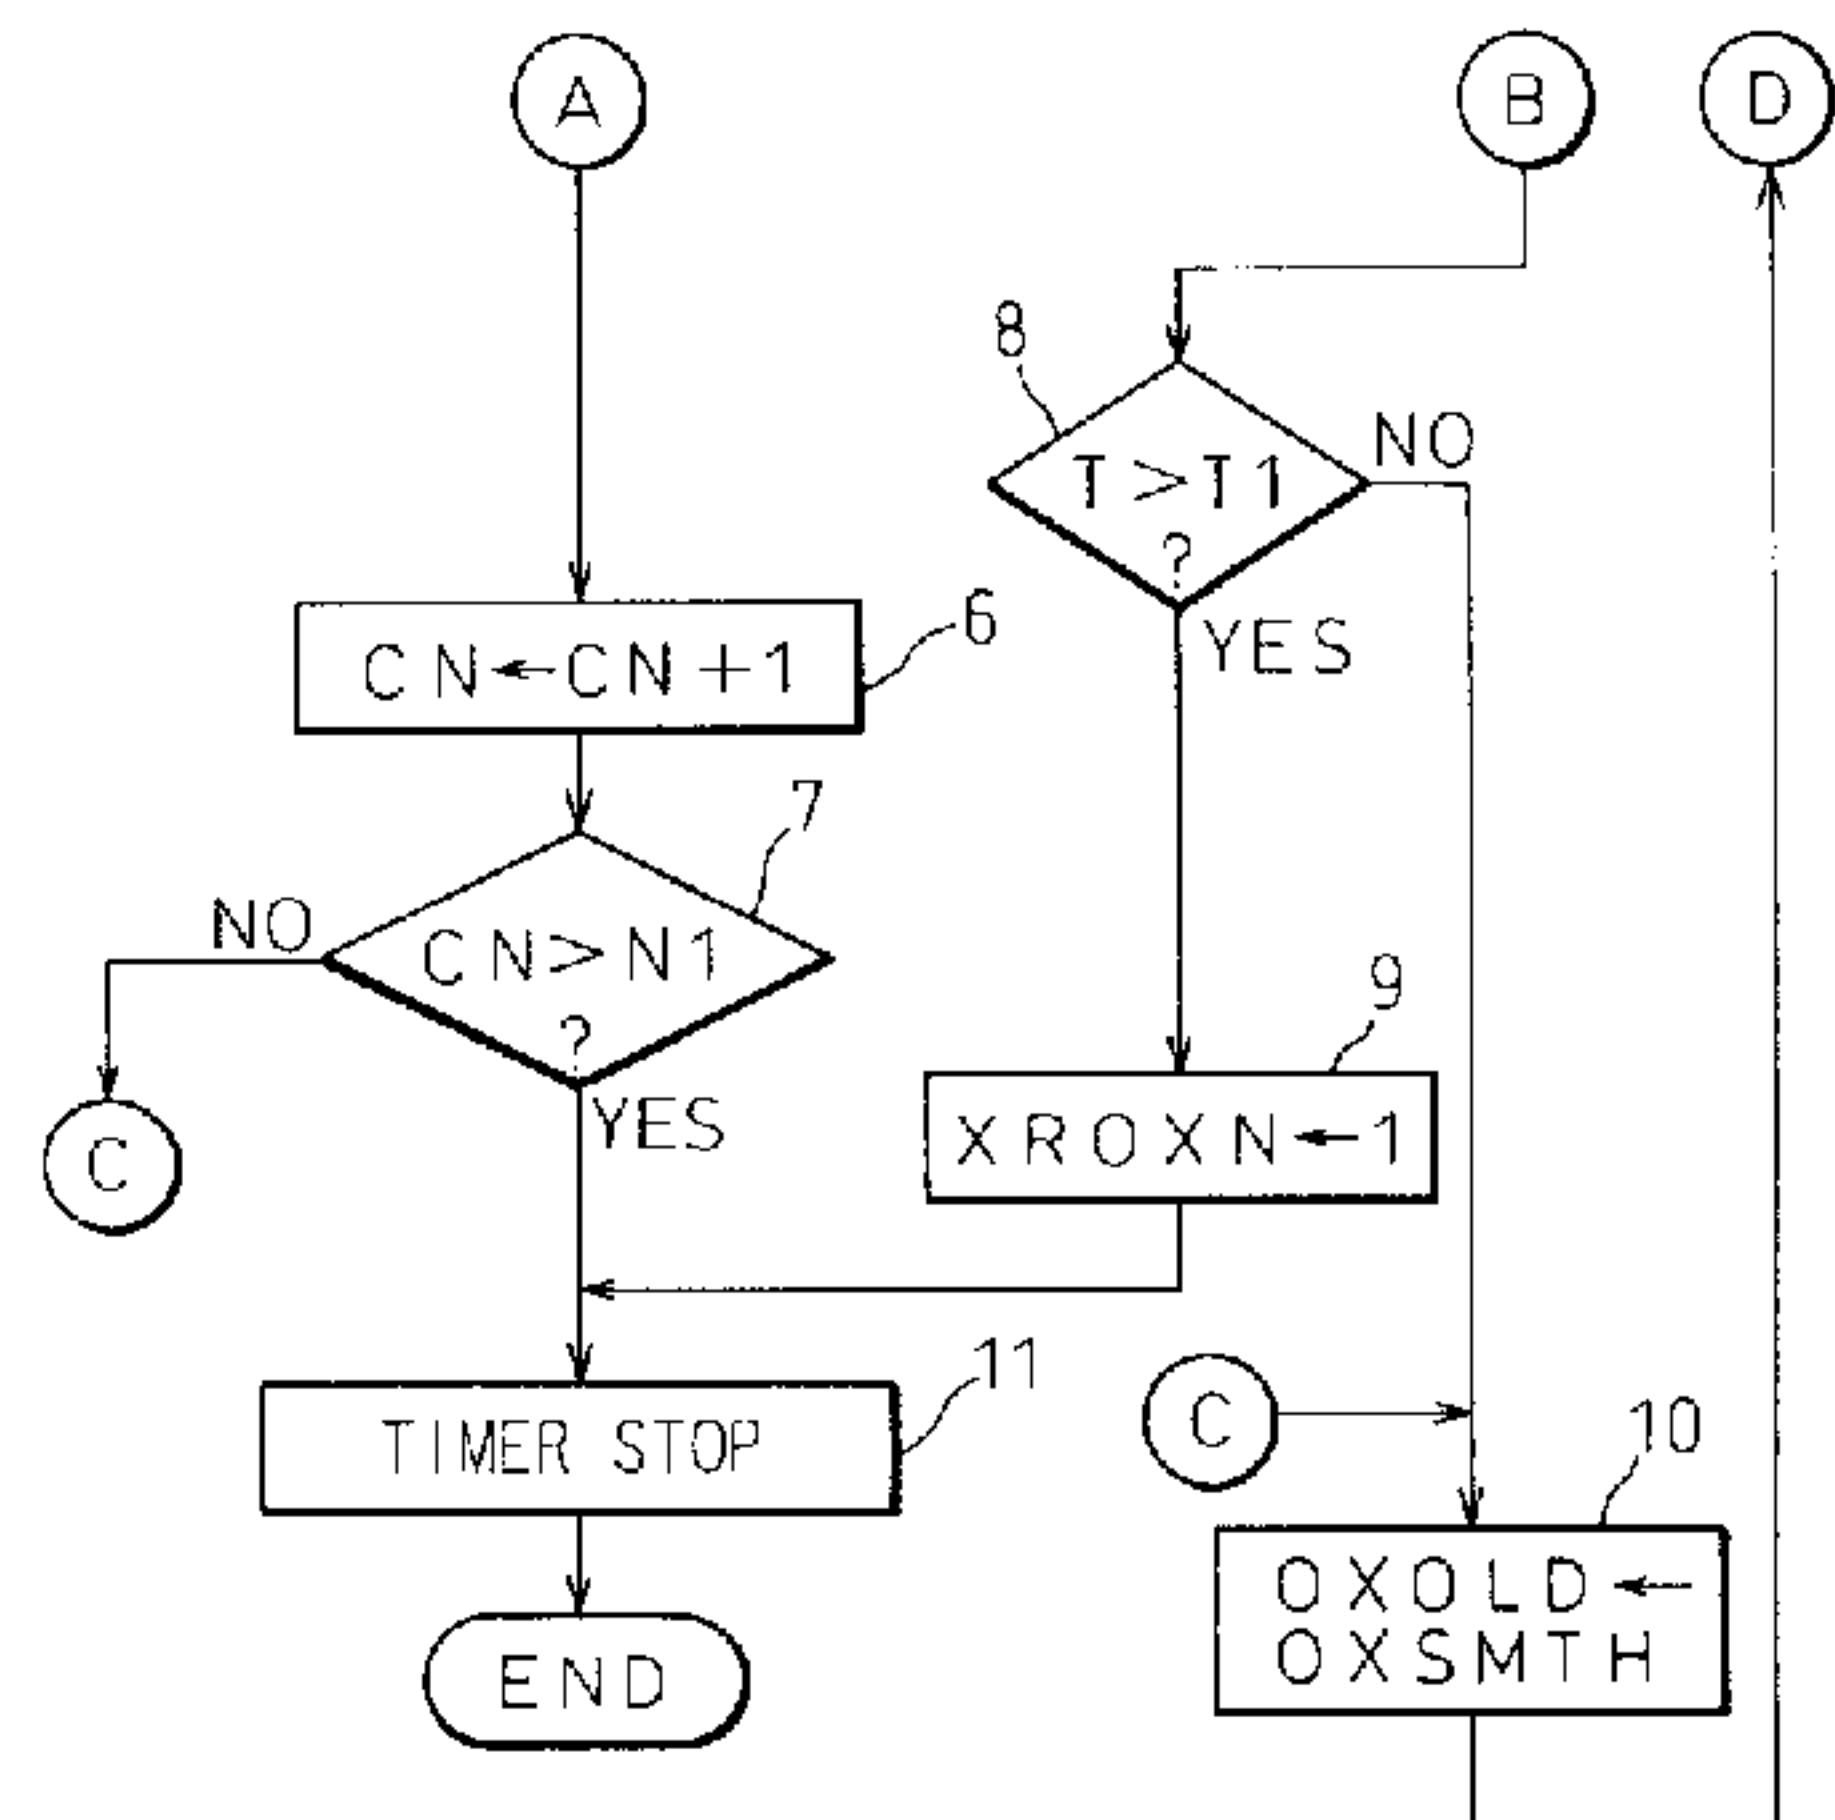 A
B
D
8
T>T1
?
NO
YES
6
CN←CN+1
7
NO
CN>N1
?
YES
C
9
XROXN←1
11
TIMER STOP
C
10
OXOLD←
OXSMTH
END